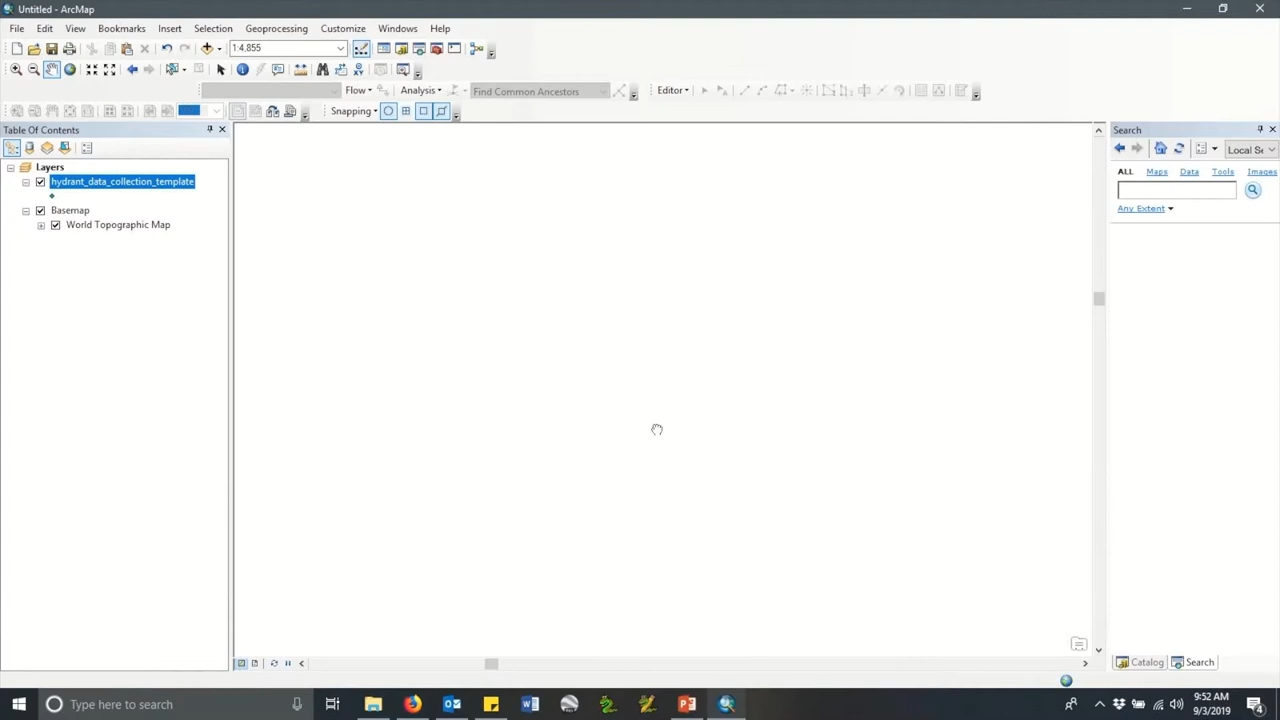 Untitled - ArcMap
File Edit View Bookmarks Insert Selection Geoprocessing Customize Windows Help
1:4,855
Flow Analysis Find Common Ancestors Editor
Snapping
Table Of Contents
Search
Layers
hydrant_data_collection_template
Basemap
World Topographic Map
Local Se
ALL Maps Data Tools Images
Any Extent
Catalog Search
Type here to search
9:52 AM
9/3/2019
4